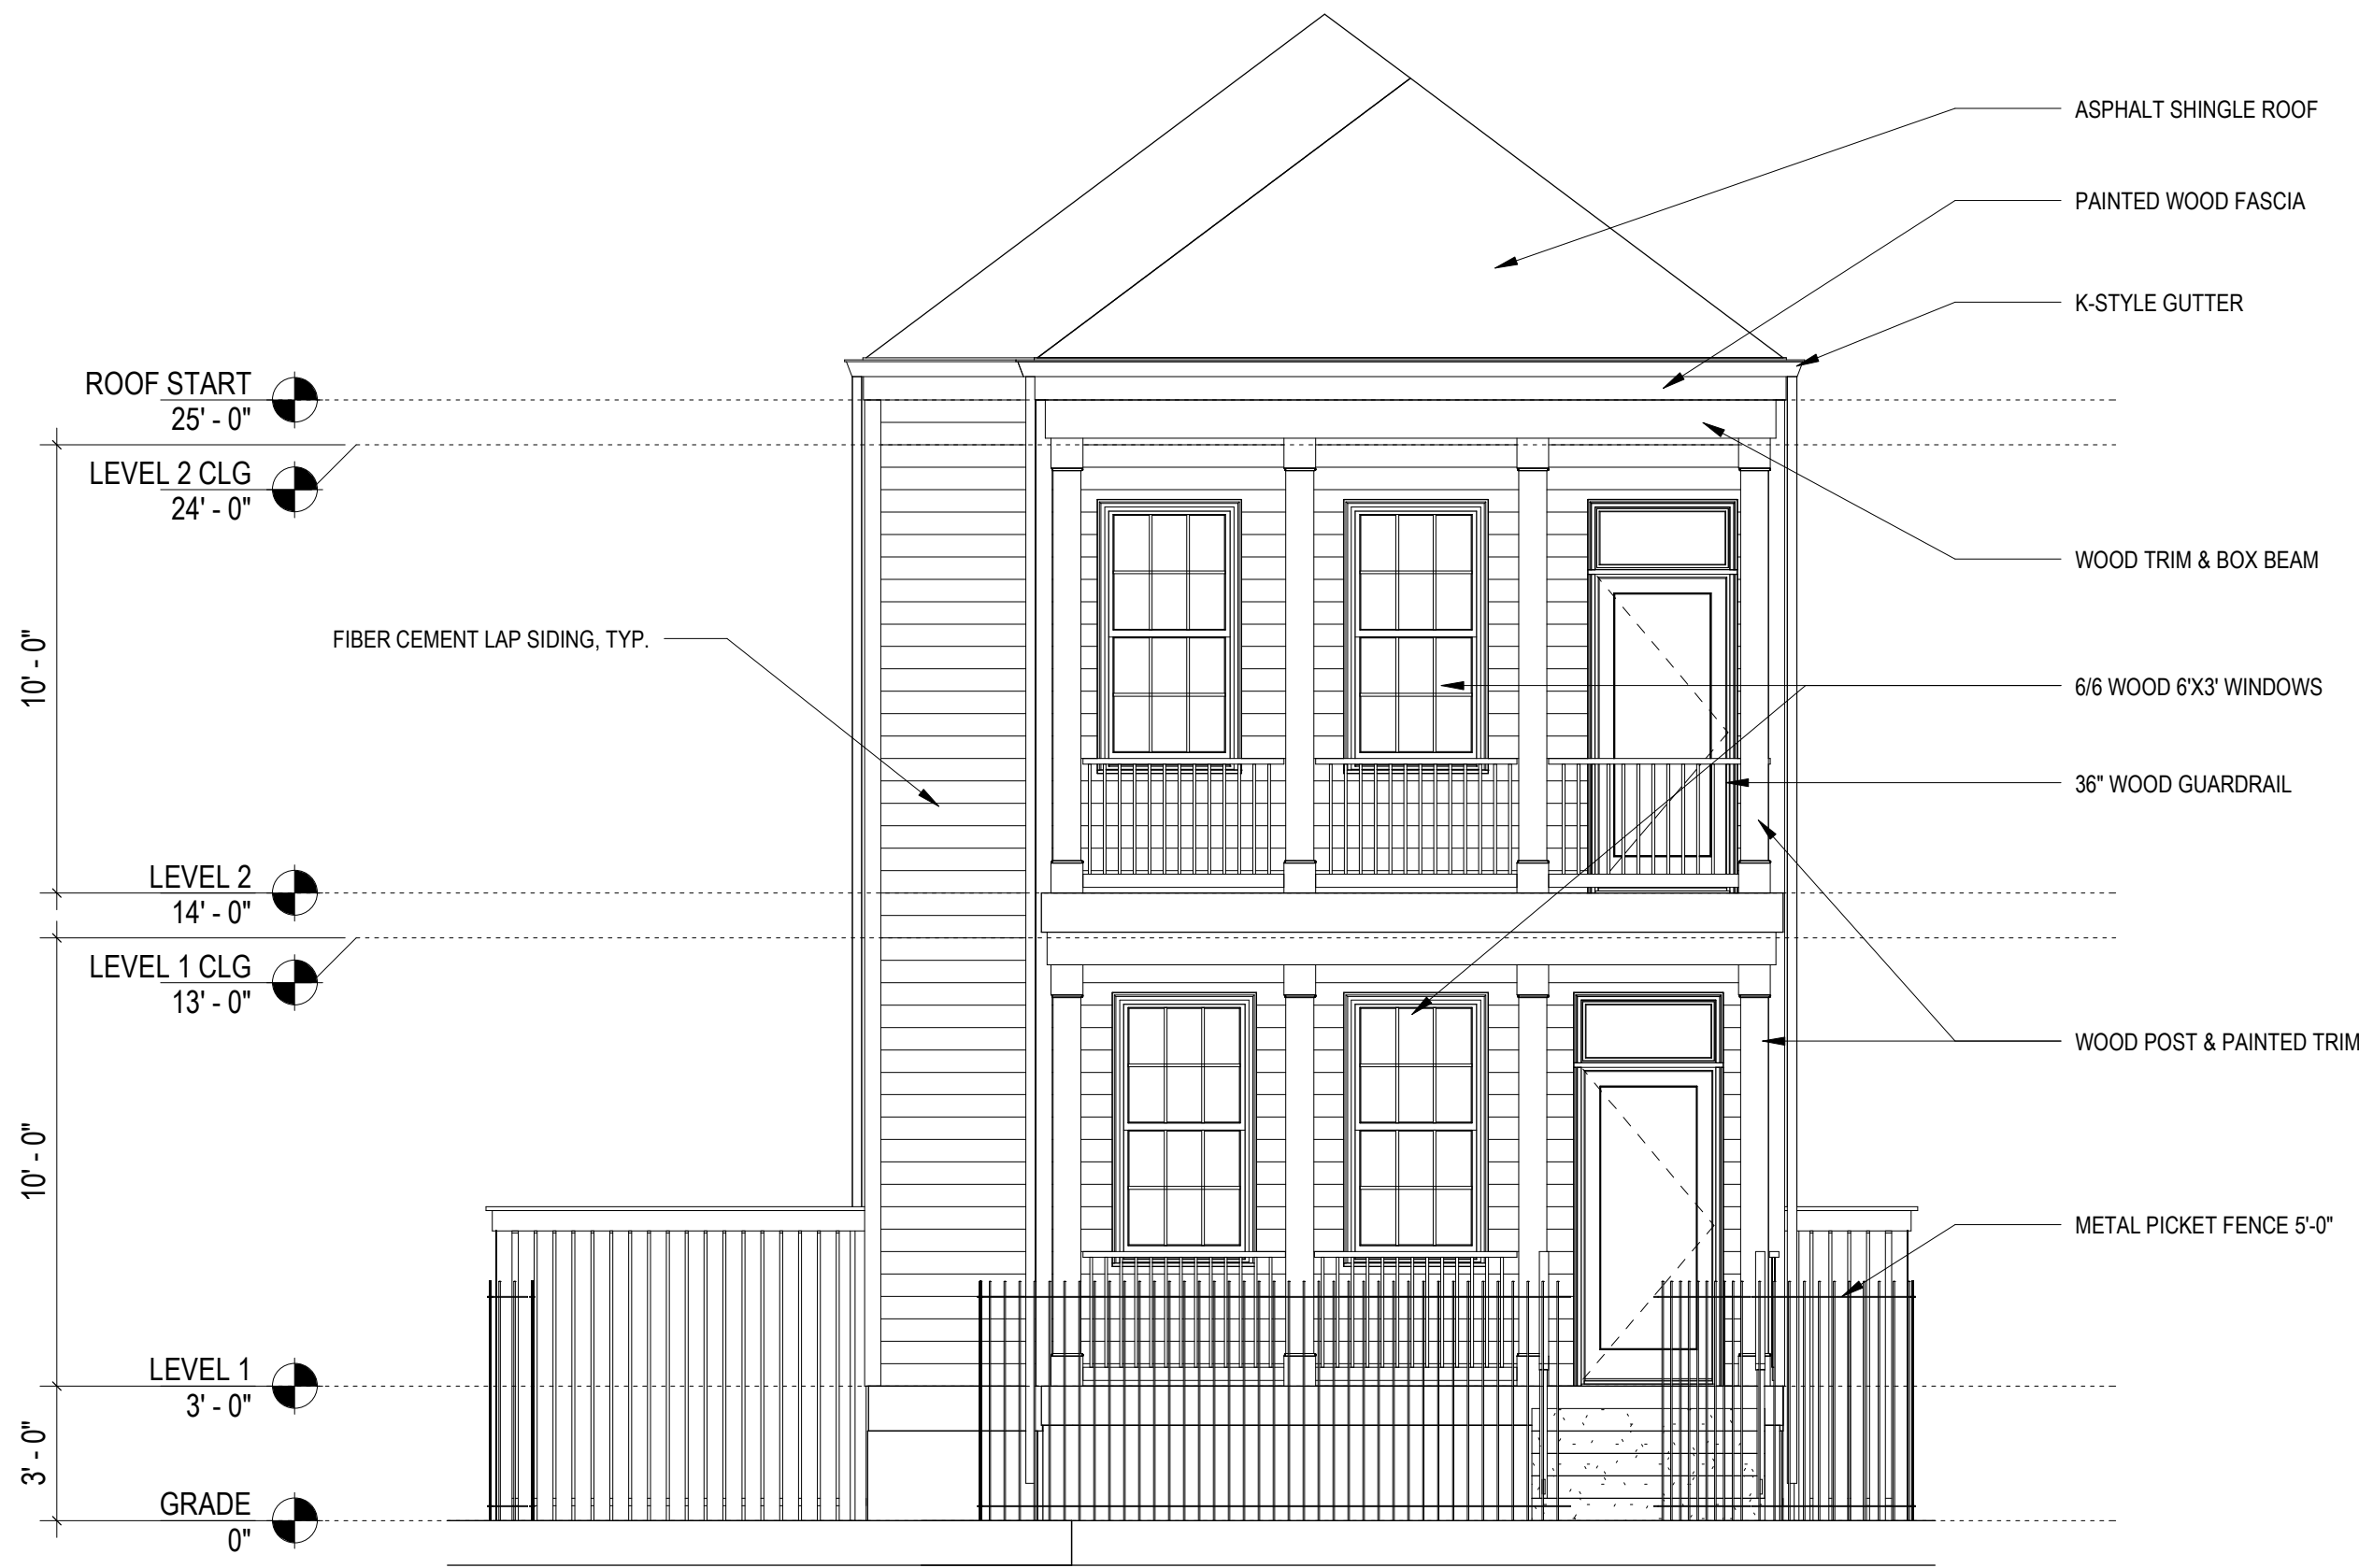 ASPHALT SHINGLE ROOF
PAINTED WOOD FASCIA
K-STYLE GUTTER
ROOF START
25' - 0"
LEVEL 2 CLG
24' - 0"
WOOD TRIM & BOX BEAM
FIBER CEMENT LAP SIDING, TYP.
10' - 0"
6/6 WOOD 6'X3' WINDOWS
36" WOOD GUARDRAIL
LEVEL 2
14' - 0"
LEVEL 1 CLG
13' - 0"
WOOD POST & PAINTED TRIM
10' - 0"
METAL PICKET FENCE 5'-0"
LEVEL 1
3' - 0"
3' - 0"
GRADE
0"